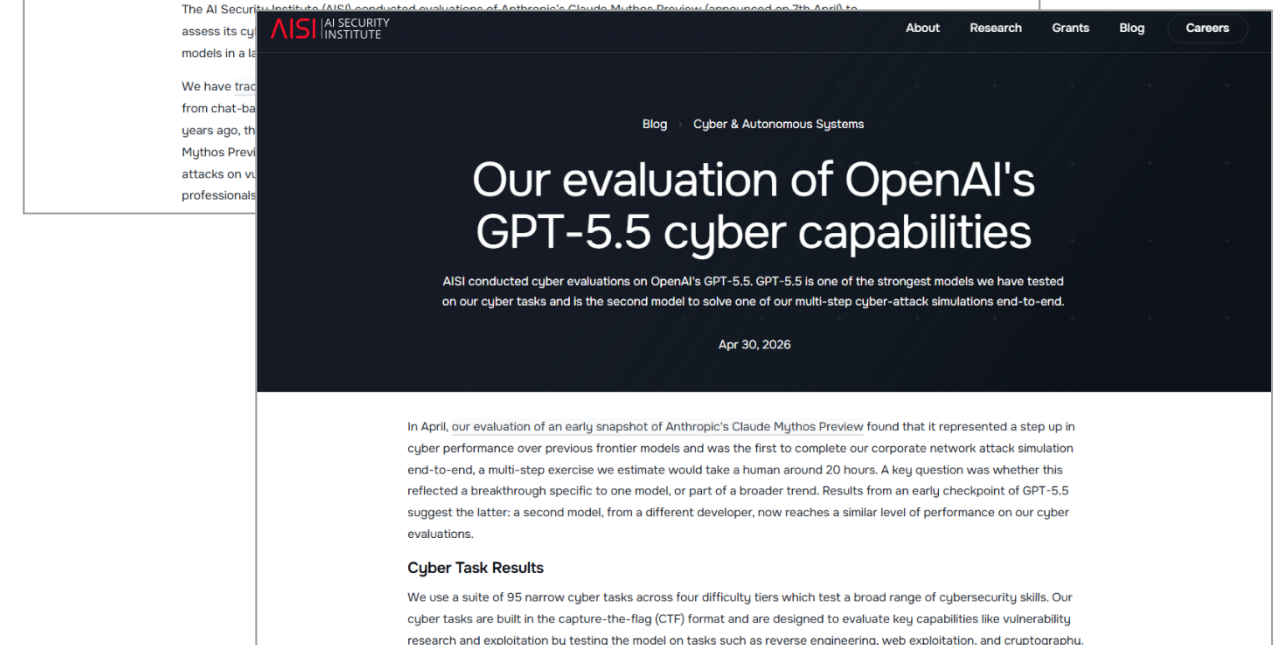 The AI Security Institute (AISI) conducted evaluations of Anthropic's Claude Mythos Preview (announced on 7th April) to
assess its cy
models in a la
We have trac
from chat-ba
years ago, th
Mythos Previ
attacks on vu
professionals
AISI AI SECURITY
INSTITUTE
About Research Grants Blog Careers
Blog › Cyber & Autonomous Systems
Our evaluation of OpenAI's
GPT-5.5 cyber capabilities
AISI conducted cyber evaluations on OpenAI's GPT-5.5. GPT-5.5 is one of the strongest models we have tested
on our cyber tasks and is the second model to solve one of our multi-step cyber-attack simulations end-to-end.
Apr 30, 2026
In April, our evaluation of an early snapshot of Anthropic's Claude Mythos Preview found that it represented a step up in
cyber performance over previous frontier models and was the first to complete our corporate network attack simulation
end-to-end, a multi-step exercise we estimate would take a human around 20 hours. A key question was whether this
reflected a breakthrough specific to one model, or part of a broader trend. Results from an early checkpoint of GPT-5.5
suggest the latter: a second model, from a different developer, now reaches a similar level of performance on our cyber
evaluations.
Cyber Task Results
We use a suite of 95 narrow cyber tasks across four difficulty tiers which test a broad range of cybersecurity skills. Our
cyber tasks are built in the capture-the-flag (CTF) format and are designed to evaluate key capabilities like vulnerability
research and exploitation by testing the model on tasks such as reverse engineering, web exploitation, and cryptography.